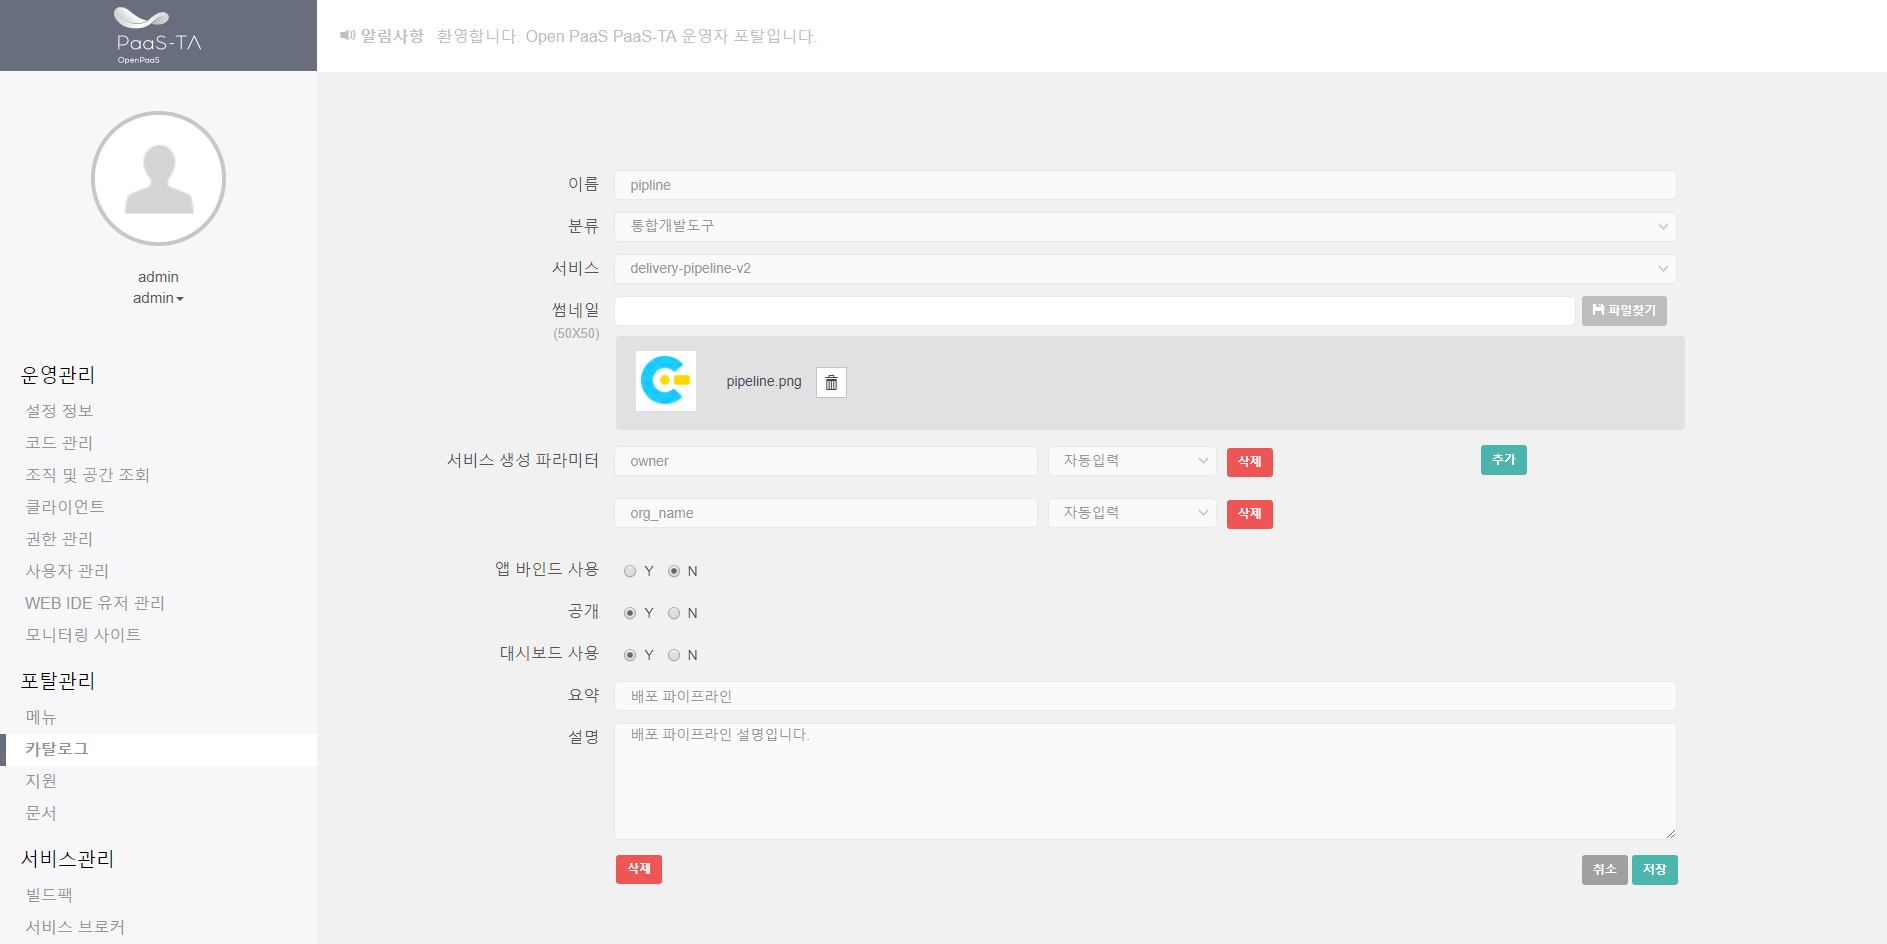 PaaS-TA
OpenPaaS
알림사항 환영합니다. Open PaaS PaaS-TA 운영자 포탈입니다.
admin
admin
운영관리
설정 정보
코드 관리
조직 및 공간 조회
클라이언트
권한 관리
사용자 관리
WEB IDE 유저 관리
모니터링 사이트
포탈관리
메뉴
카탈로그
지원
문서
서비스관리
빌드팩
서비스 브로커
이름 pipline
분류 통합개발도구
서비스 delivery-pipeline-v2
썸네일 파일찾기
(50X50)
pipeline.png
서비스 생성 파라미터 owner 자동입력 삭제 추가
org_name 자동입력 삭제
앱 바인드 사용 Y N
공개 Y N
대시보드 사용 Y N
요약 배포 파이프라인
설명 배포 파이프라인 설명입니다.
삭제 취소 저장